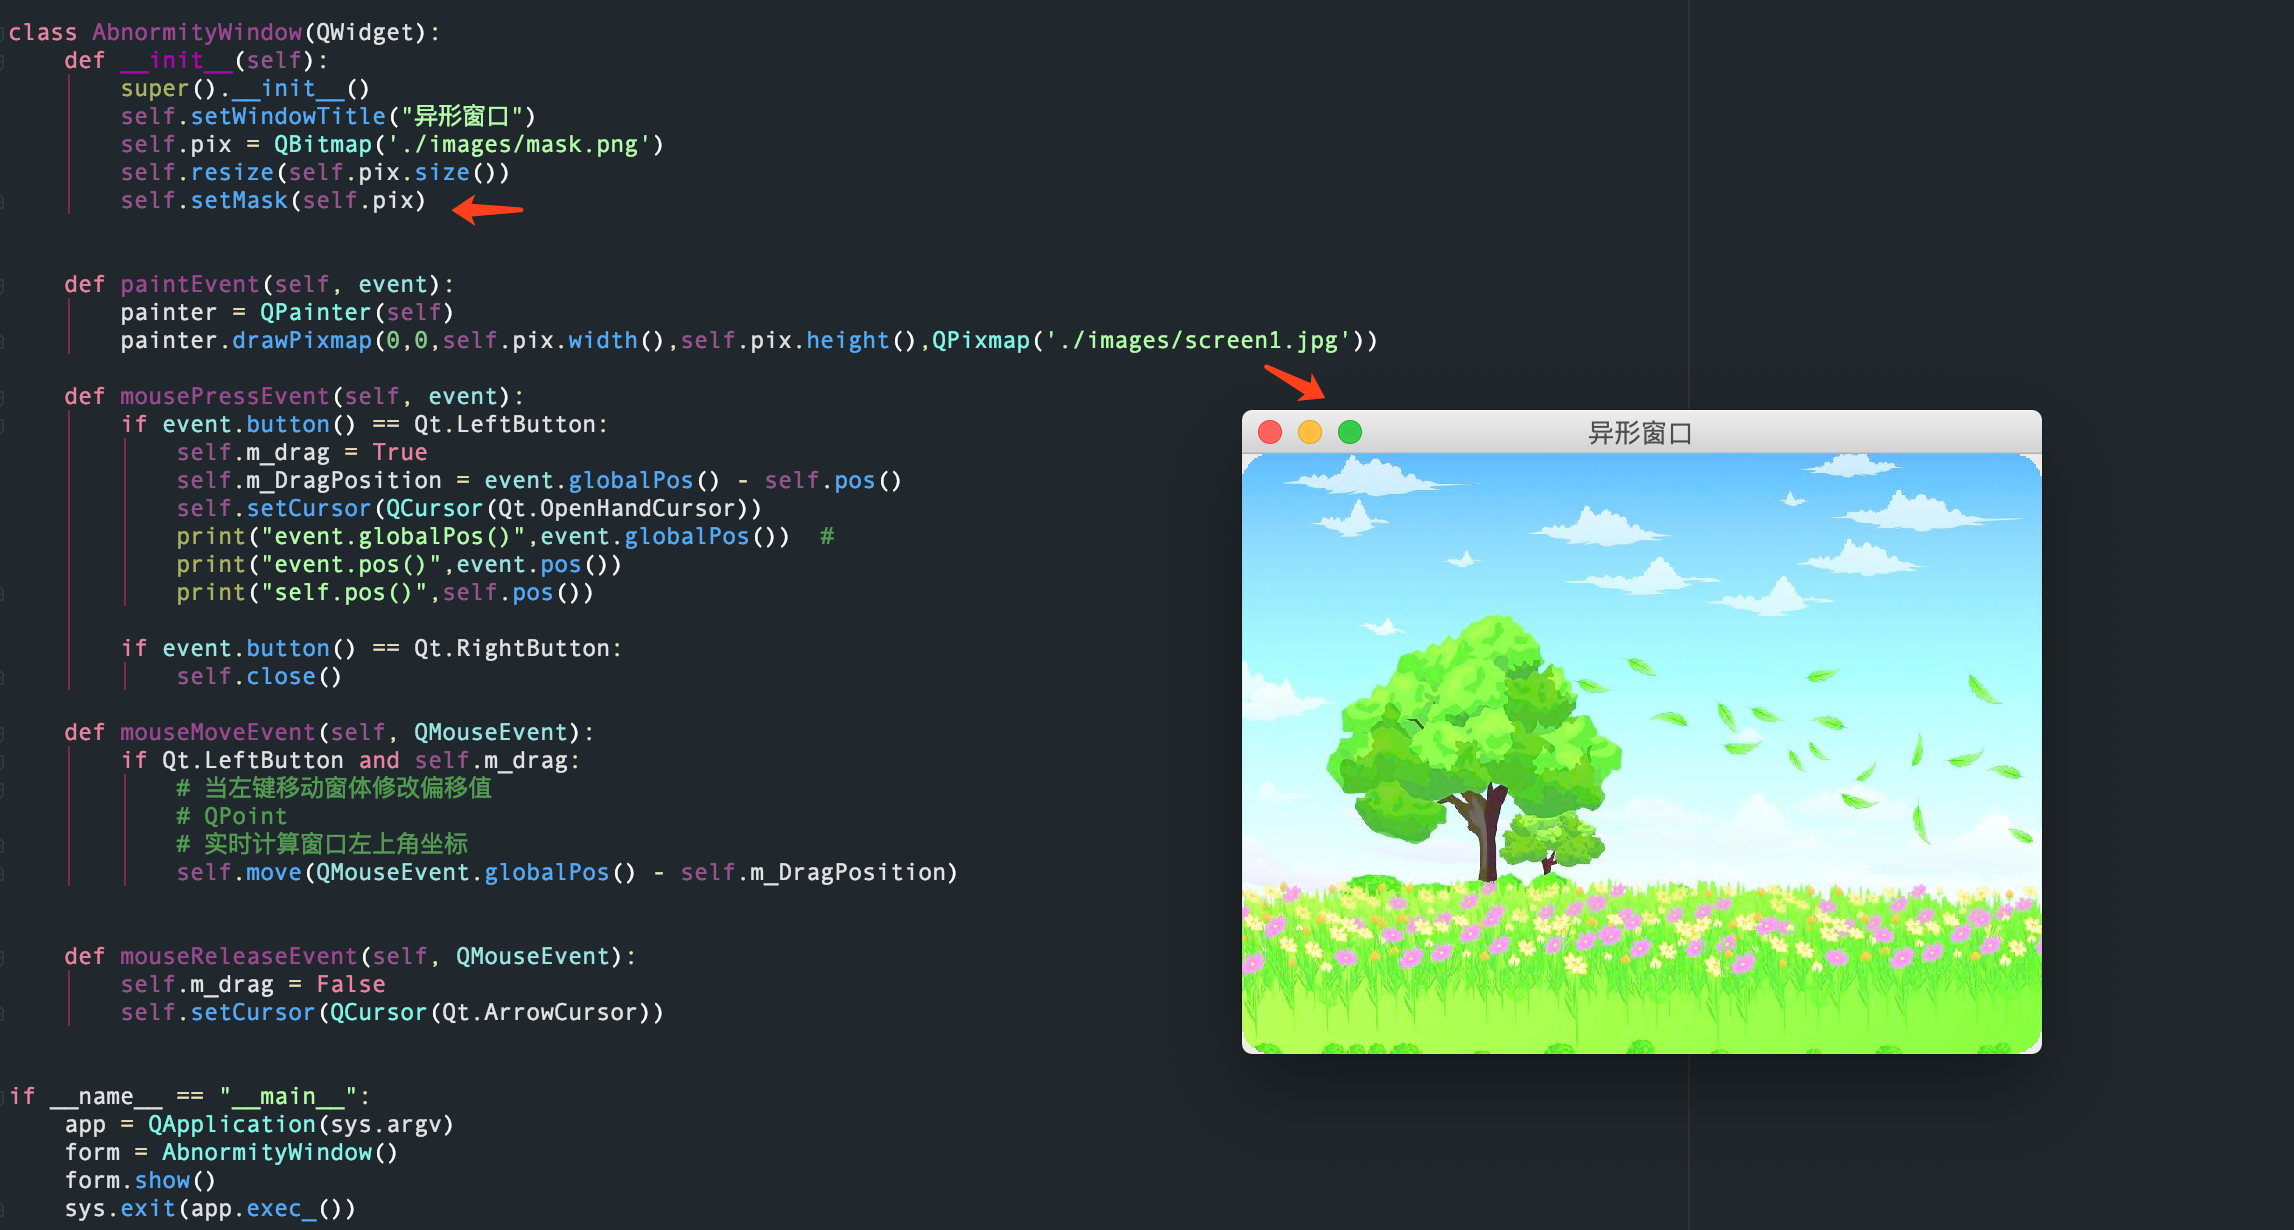 class AbnormityWindow(QWidget):
    def __init__(self):
        super().__init__()
        self.setWindowTitle("异形窗口")
        self.pix = QBitmap('./images/mask.png')
        self.resize(self.pix.size())
        self.setMask(self.pix)
    def paintEvent(self, event):
        painter = QPainter(self)
        painter.drawPixmap(0,0,self.pix.width(),self.pix.height(),QPixmap('./images/screen1.jpg'))
    def mousePressEvent(self, event):
        if event.button() == Qt.LeftButton:
            self.m_drag = True
            self.m_DragPosition = event.globalPos() - self.pos()
            self.setCursor(QCursor(Qt.OpenHandCursor))
            print("event.globalPos()",event.globalPos())  #
            print("event.pos()",event.pos())
            print("self.pos()",self.pos())
        if event.button() == Qt.RightButton:
            self.close()
    def mouseMoveEvent(self, QMouseEvent):
        if Qt.LeftButton and self.m_drag:
            # 当左键移动窗体修改偏移值
            # QPoint
            # 实时计算窗口左上角坐标
            self.move(QMouseEvent.globalPos() - self.m_DragPosition)
    def mouseReleaseEvent(self, QMouseEvent):
        self.m_drag = False
        self.setCursor(QCursor(Qt.ArrowCursor))
if __name__ == "__main__":
    app = QApplication(sys.argv)
    form = AbnormityWindow()
    form.show()
    sys.exit(app.exec_())
异形窗口